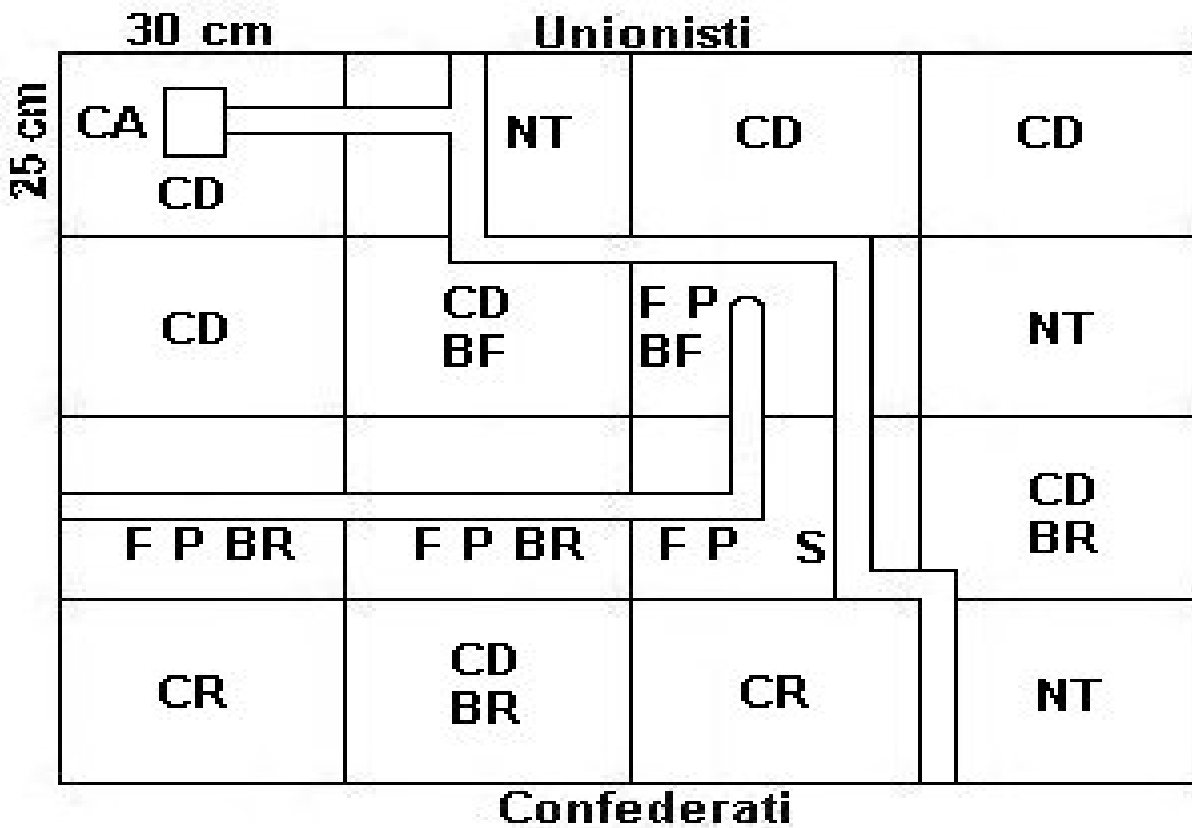 30 cm
Unionisti
25 cm
CA
CD
NT
CD
CD
CD
CD
BF
F P
BF
NT
F P BR
F P BR
F P S
CD
BR
CR
CD
BR
CR
NT
Confederati